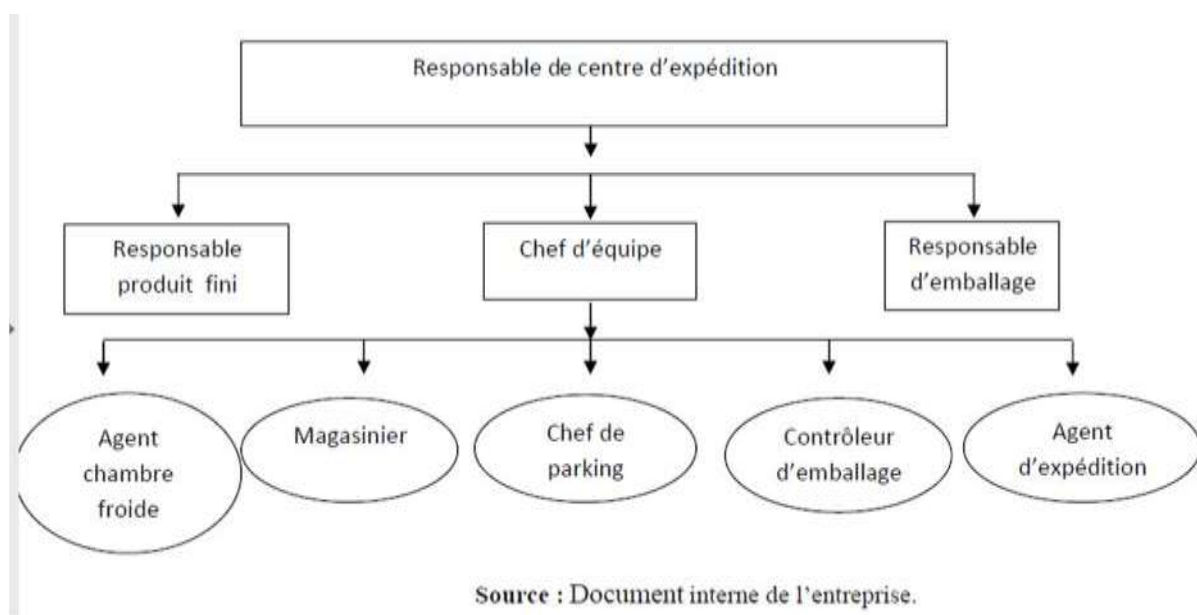 Responsable de centre d'expédition
Responsable
produit fini
Chef d'équipe
Responsable
d'emballage
Agent
chambre
froide
Magasinier
Chef de
parking
Contrôleur
d'emballage
Agent
d'expédition
Source : Document interne de l'entreprise.